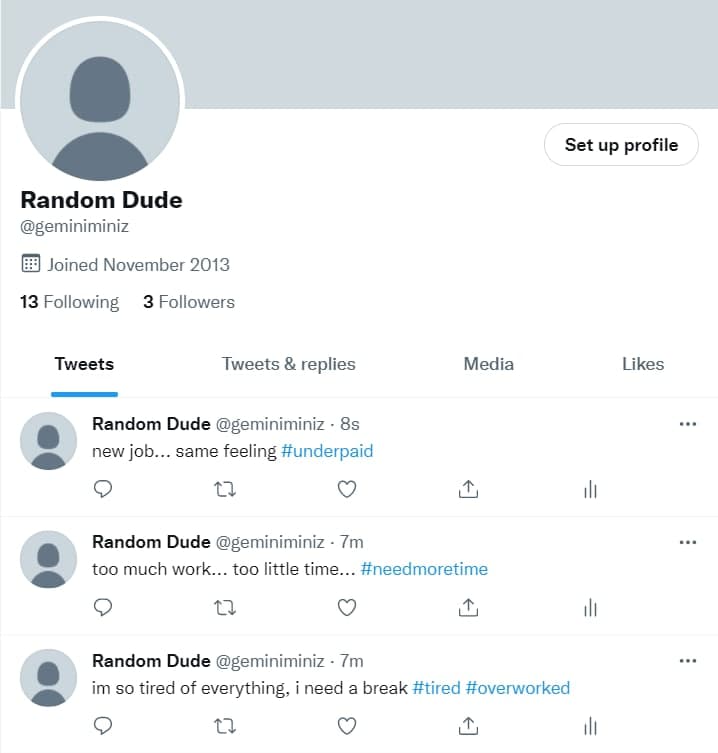 Set up profile
Random Dude
@geminiminiz
Joined November 2013
13 Following 3 Followers
Tweets Tweets & replies Media Likes
Random Dude @geminiminiz · 8s
new job... same feeling #underpaid
Random Dude @geminiminiz · 7m
too much work... too little time... #needmoretime
Random Dude @geminiminiz · 7m
im so tired of everything, i need a break #tired #overworked